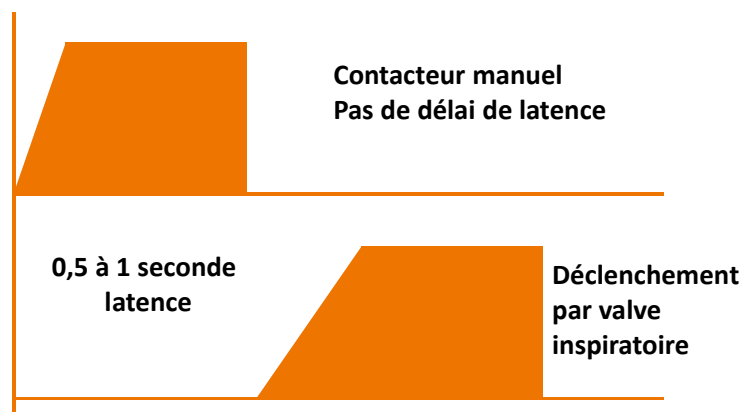 Contacteur manuel
Pas de délai de latence
0,5 à 1 seconde
latence
Déclenchement
par valve
inspiratoire